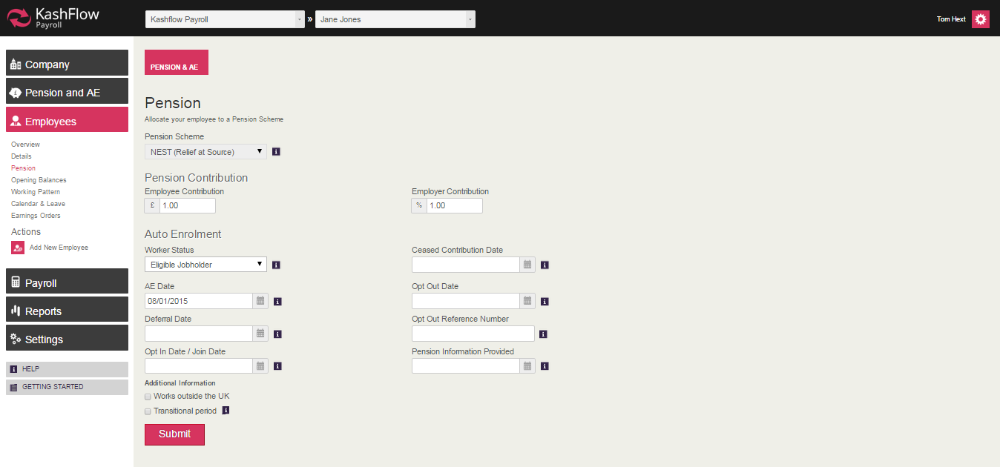 KashFlow
Payroll
Kashflow Payroll » Jane Jones
Tom Hext
Company
Pension and AE
Employees
Overview
Details
Pension
Opening Balances
Working Pattern
Calendar & Leave
Earnings Orders
Actions
Add New Employee
Payroll
Reports
Settings
HELP
GETTING STARTED
PENSION & AE
Pension
Allocate your employee to a Pension Scheme
Pension Scheme
NEST (Relief at Source)
Pension Contribution
Employee Contribution
£ 1.00
Employer Contribution
% 1.00
Auto Enrolment
Worker Status
Eligible Jobholder
Ceased Contribution Date
AE Date
08/01/2015
Opt Out Date
Deferral Date
Opt Out Reference Number
Opt In Date / Join Date
Pension Information Provided
Additional Information
Works outside the UK
Transitional period
Submit